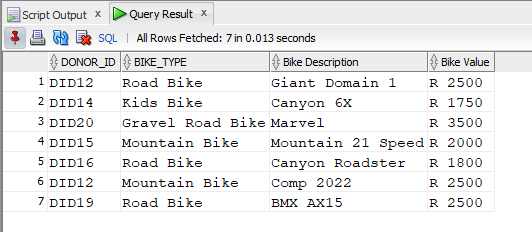 Script Output x Query Result x
SQL | All Rows Fetched: 7 in 0.013 seconds
DONOR_ID BIKE_TYPE Bike Description Bike Value
1 DID12 Road Bike Giant Domain 1 R 2500
2 DID14 Kids Bike Canyon 6X R 1750
3 DID20 Gravel Road Bike Marvel R 3500
4 DID15 Mountain Bike Mountain 21 Speed R 2000
5 DID16 Road Bike Canyon Roadster R 1800
6 DID12 Mountain Bike Comp 2022 R 2500
7 DID19 Road Bike BMX AX15 R 2500